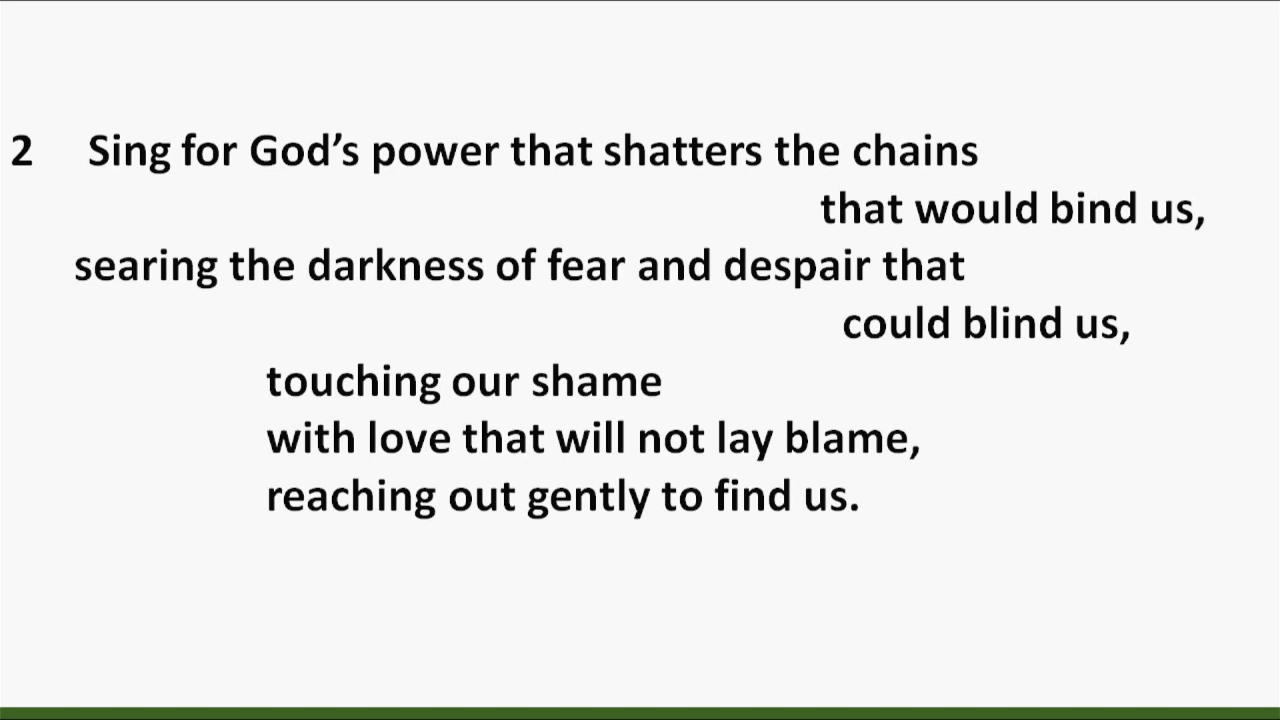 2 Sing for God’s power that shatters the chains
that would bind us,
searing the darkness of fear and despair that
could blind us,
touching our shame
with love that will not lay blame,
reaching out gently to find us.